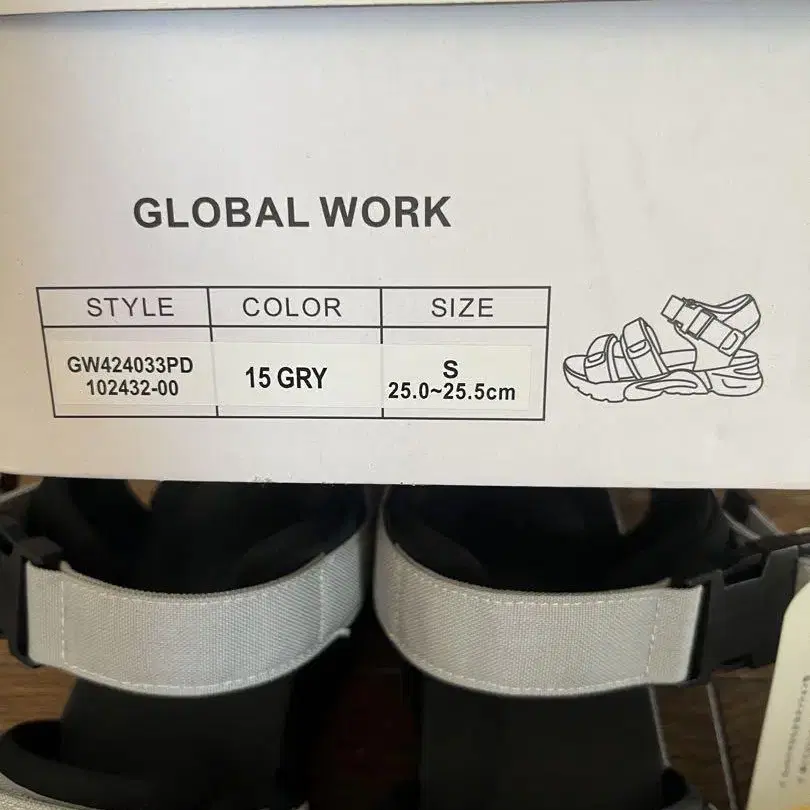 GLOBAL WORK
STYLE COLOR SIZE
GW424033PD
102432-00
15 GRY
S
25.0~25.5cm